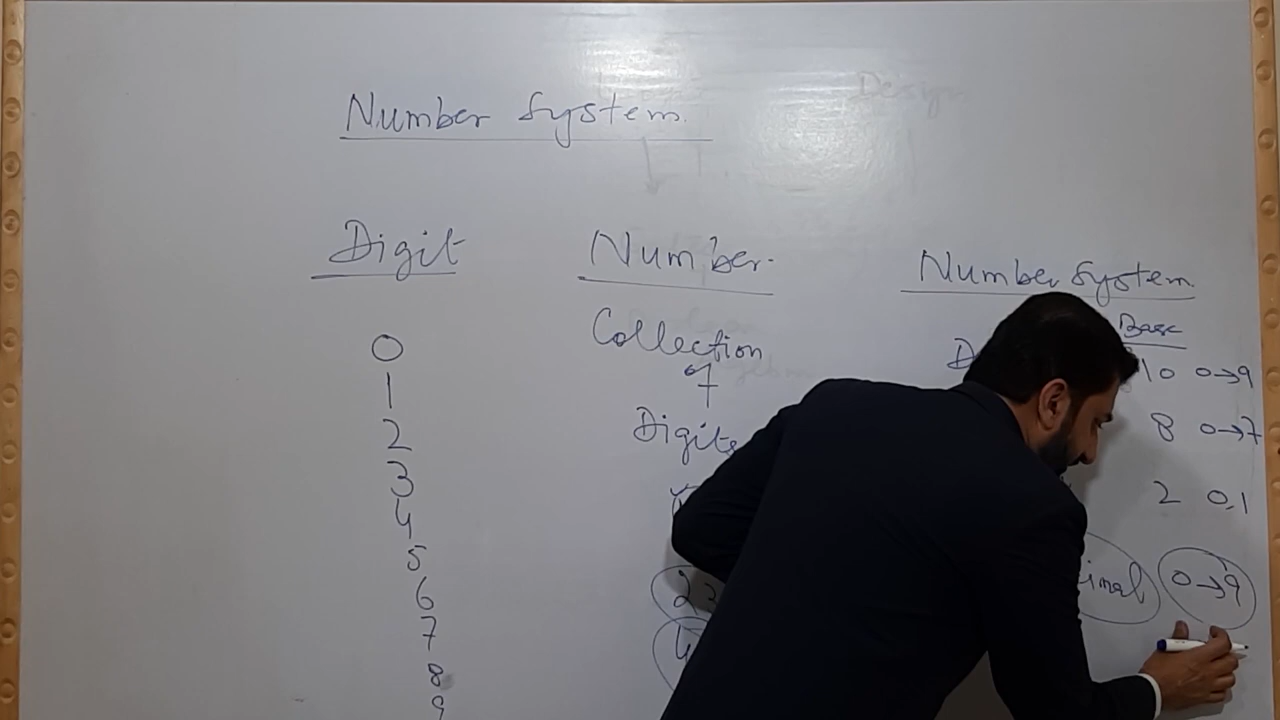 Number System
Digit
0
1
2
3
4
5
6
7
8
9
Number
Collection
of
Digits
Number System
Base
10 0→9
8 0→7
2 0,1
0→9